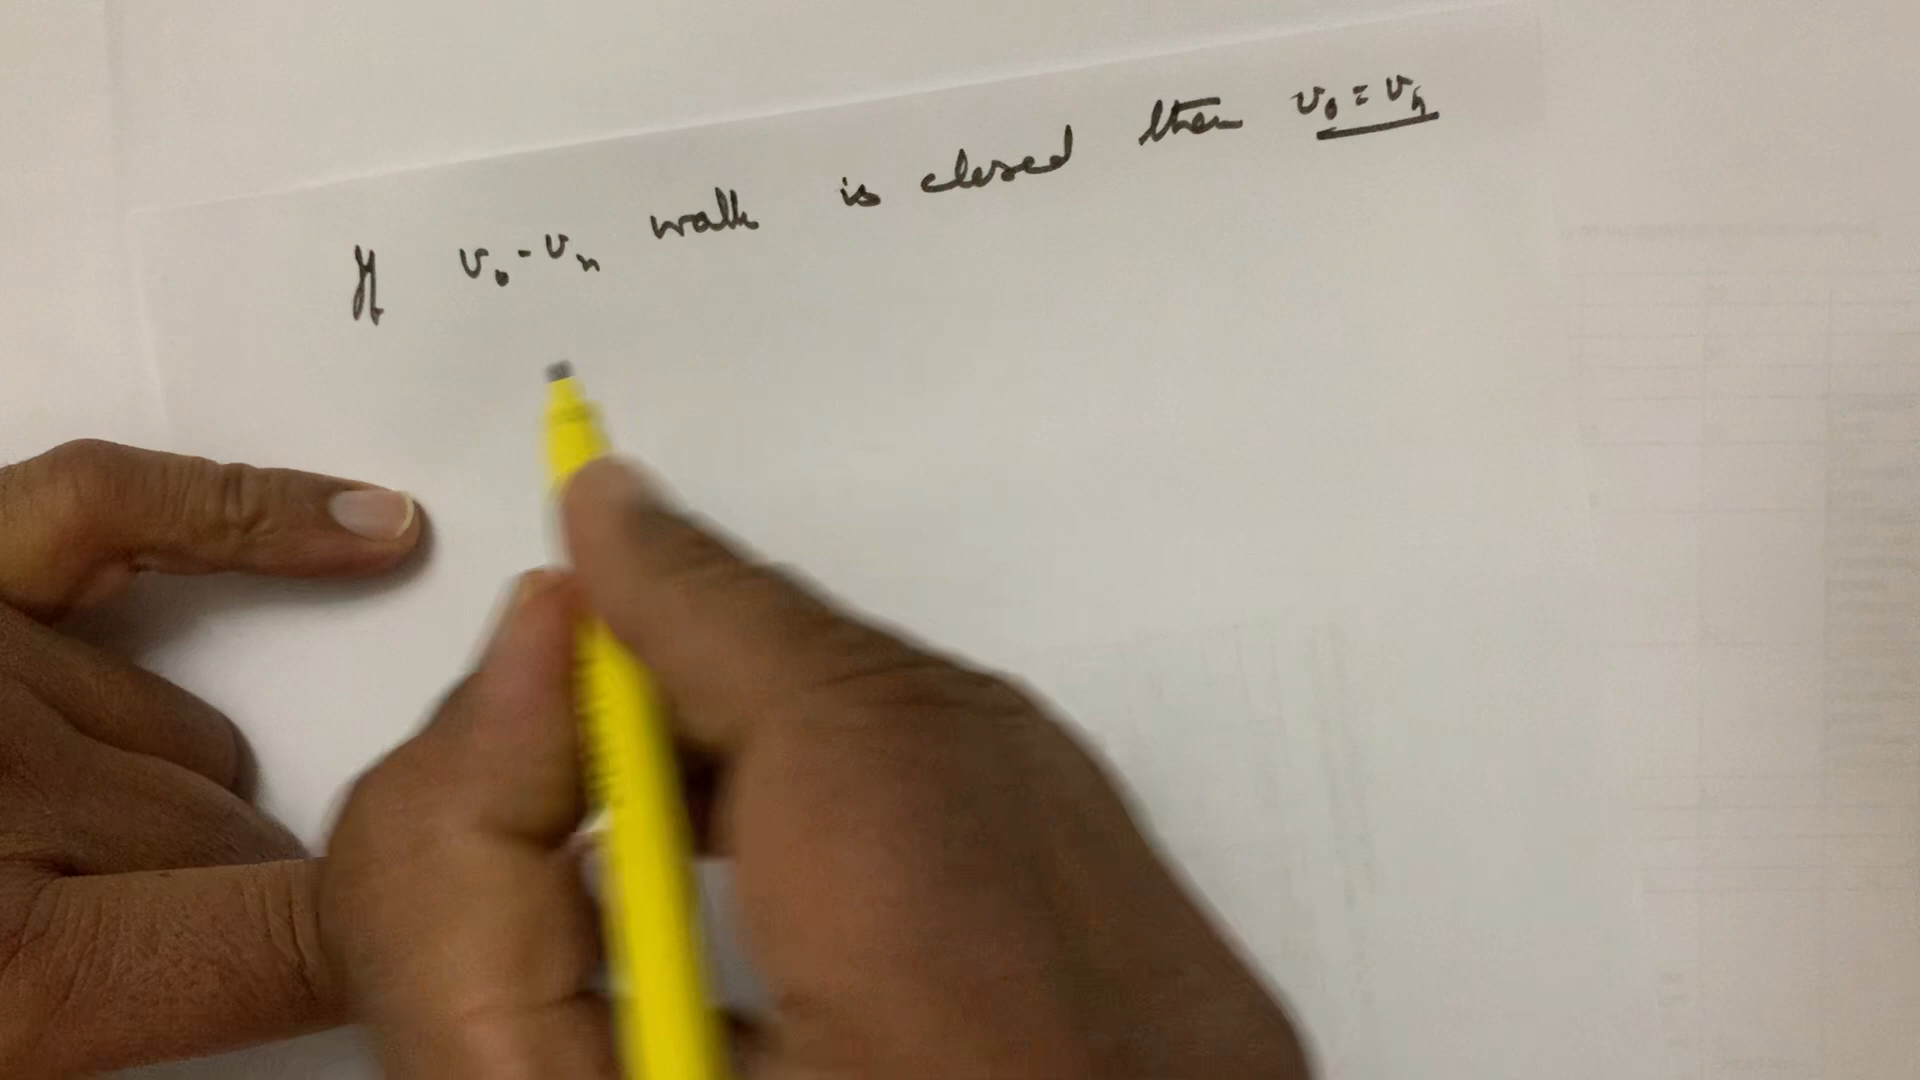 If v₀ - vₙ walk is closed then v₀ = vₙ